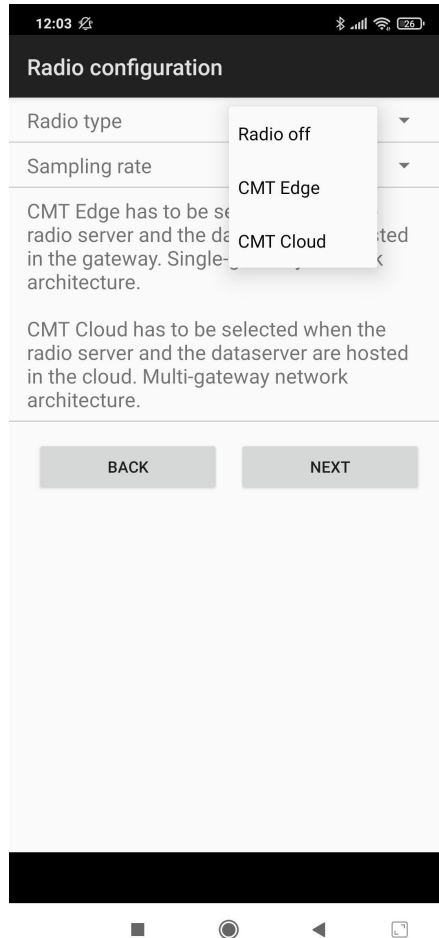 12:03
26
Radio configuration
Radio type
Radio off
Sampling rate
CMT Edge
CMT Cloud
CMT Edge has to be se
radio server and the da sted
in the gateway. Single- k
architecture.
CMT Cloud has to be selected when the
radio server and the dataserver are hosted
in the cloud. Multi-gateway network
architecture.
BACK NEXT